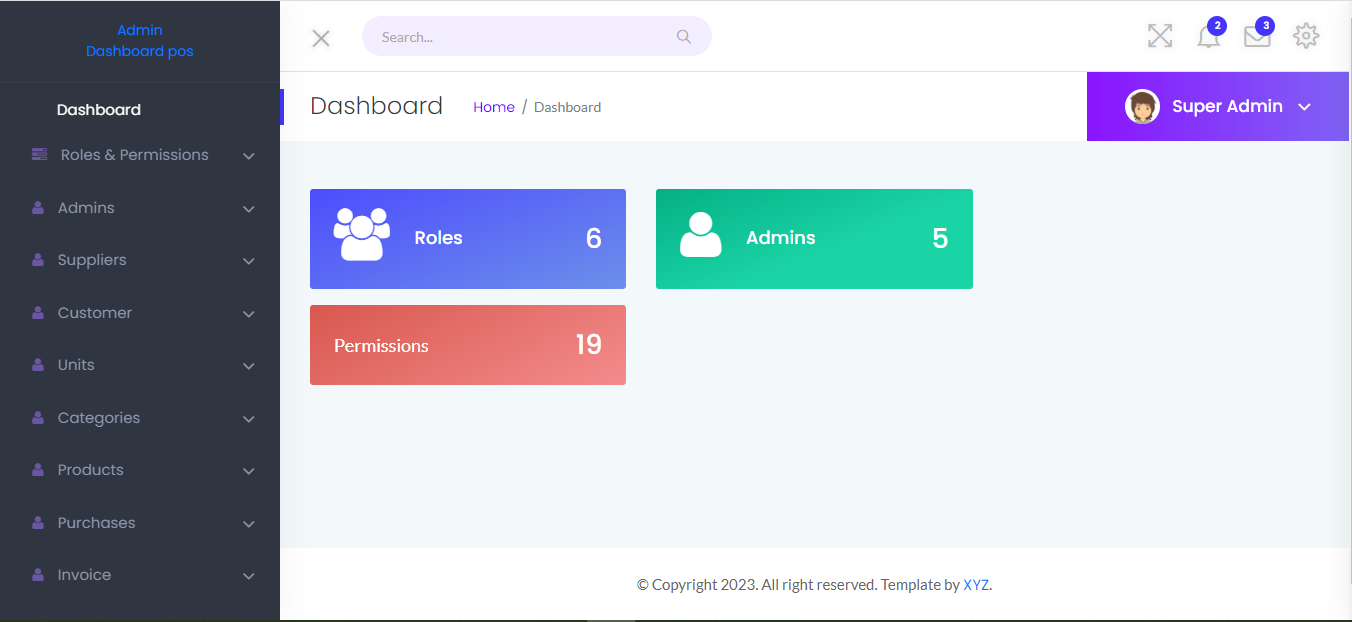 Admin
Dashboard pos
Dashboard
Roles & Permissions
Admins
Suppliers
Customer
Units
Categories
Products
Purchases
Invoice
Search...
2
3
Dashboard
Home / Dashboard
Super Admin
Roles 6
Admins 5
Permissions 19
© Copyright 2023. All right reserved. Template by XYZ.